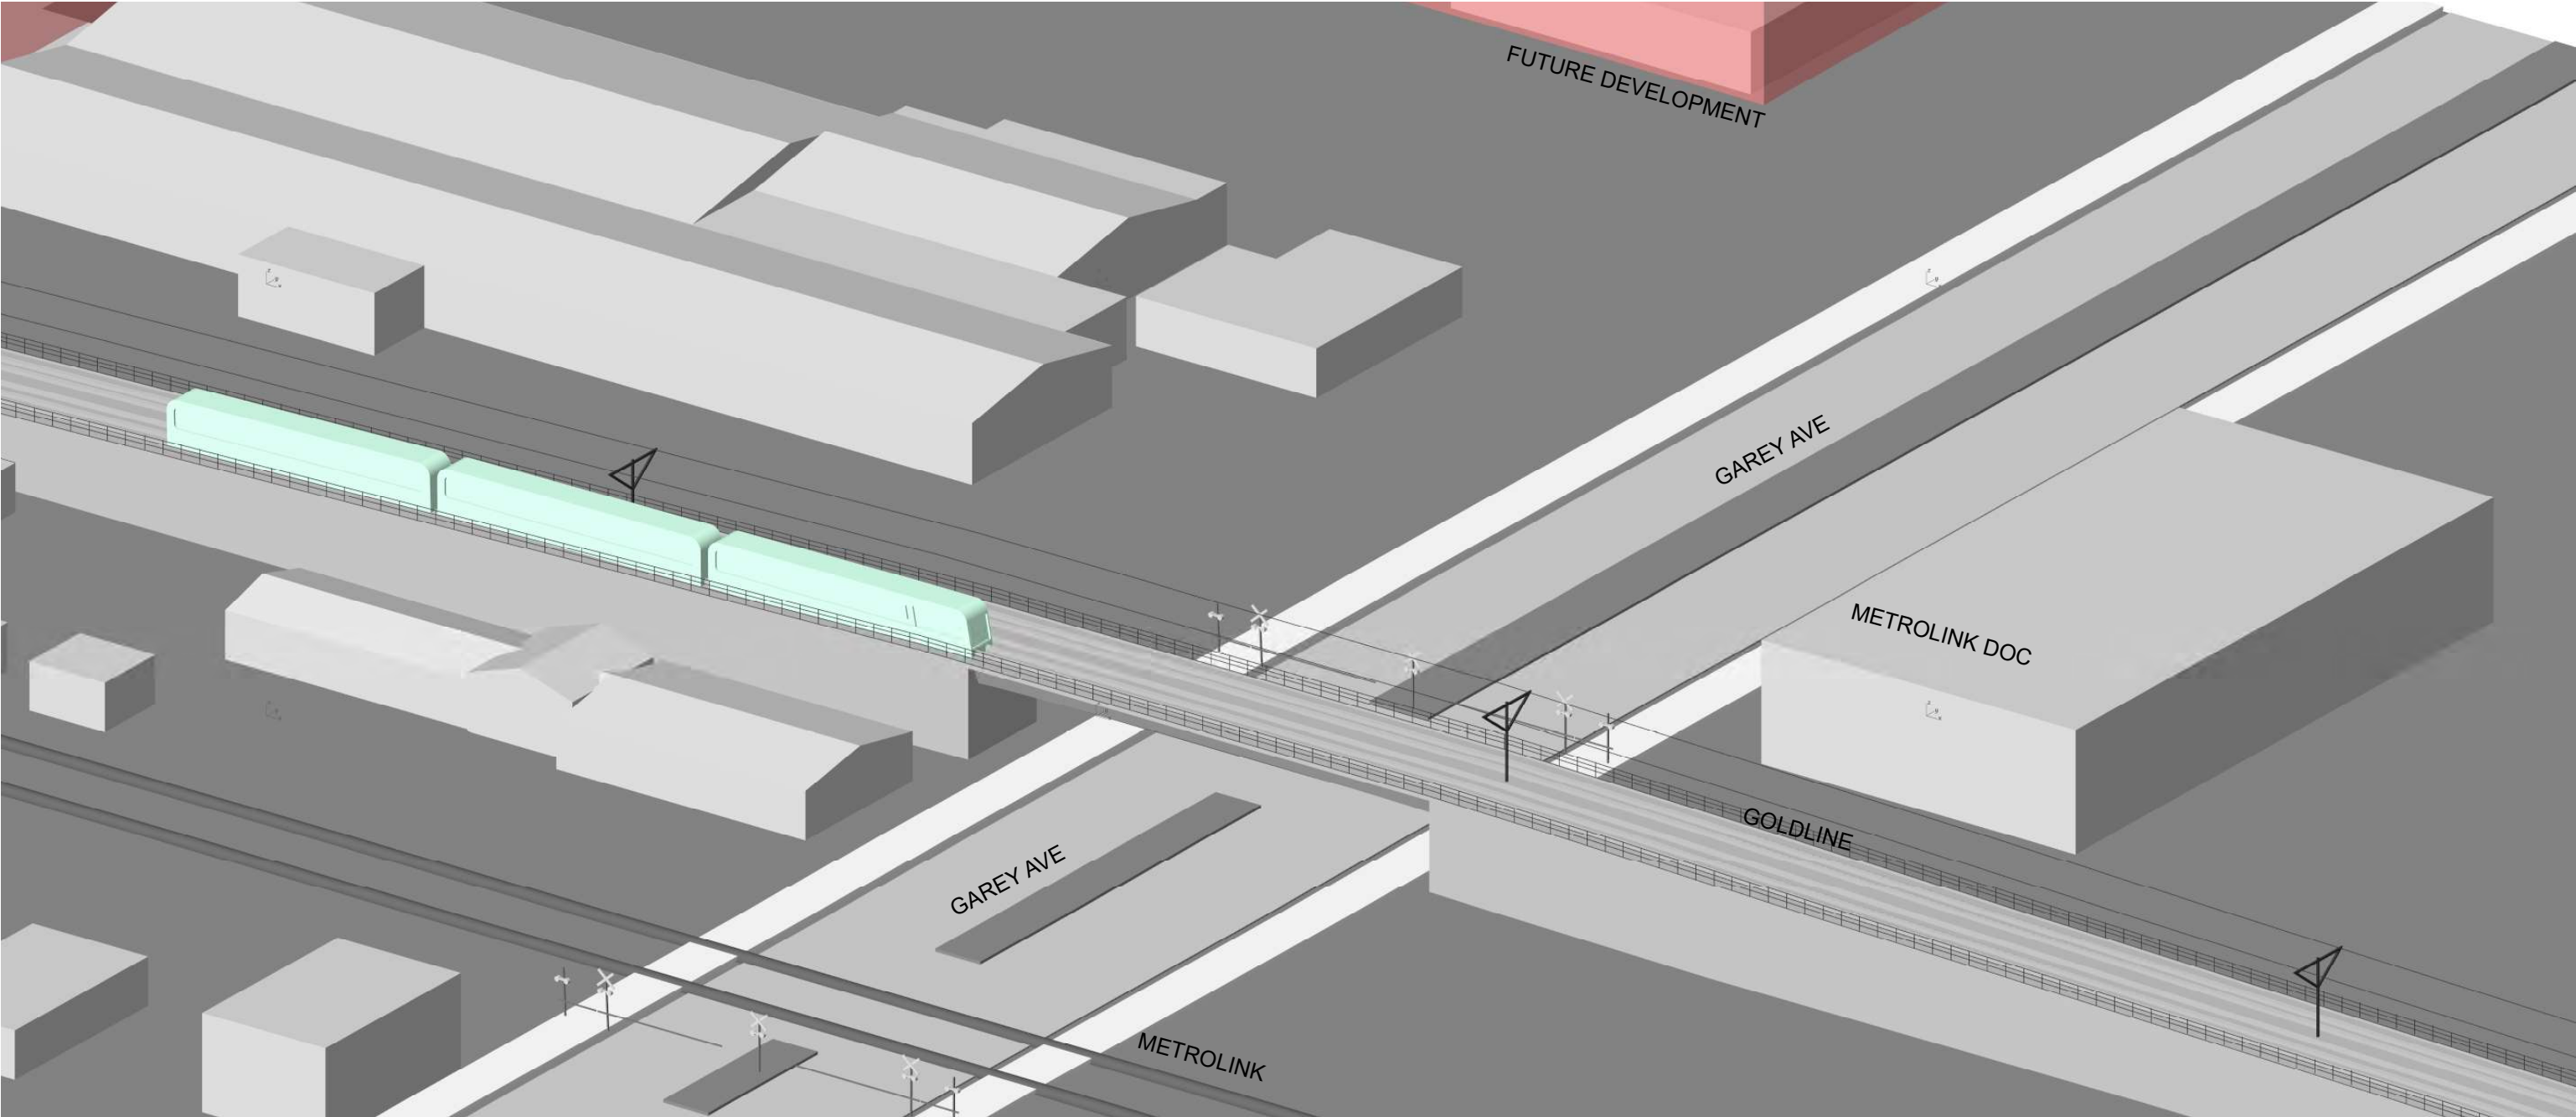 FUTURE DEVELOPMENT
GAREY AVE
METROLINK DOC
GOLDLINE
GAREY AVE
METROLINK